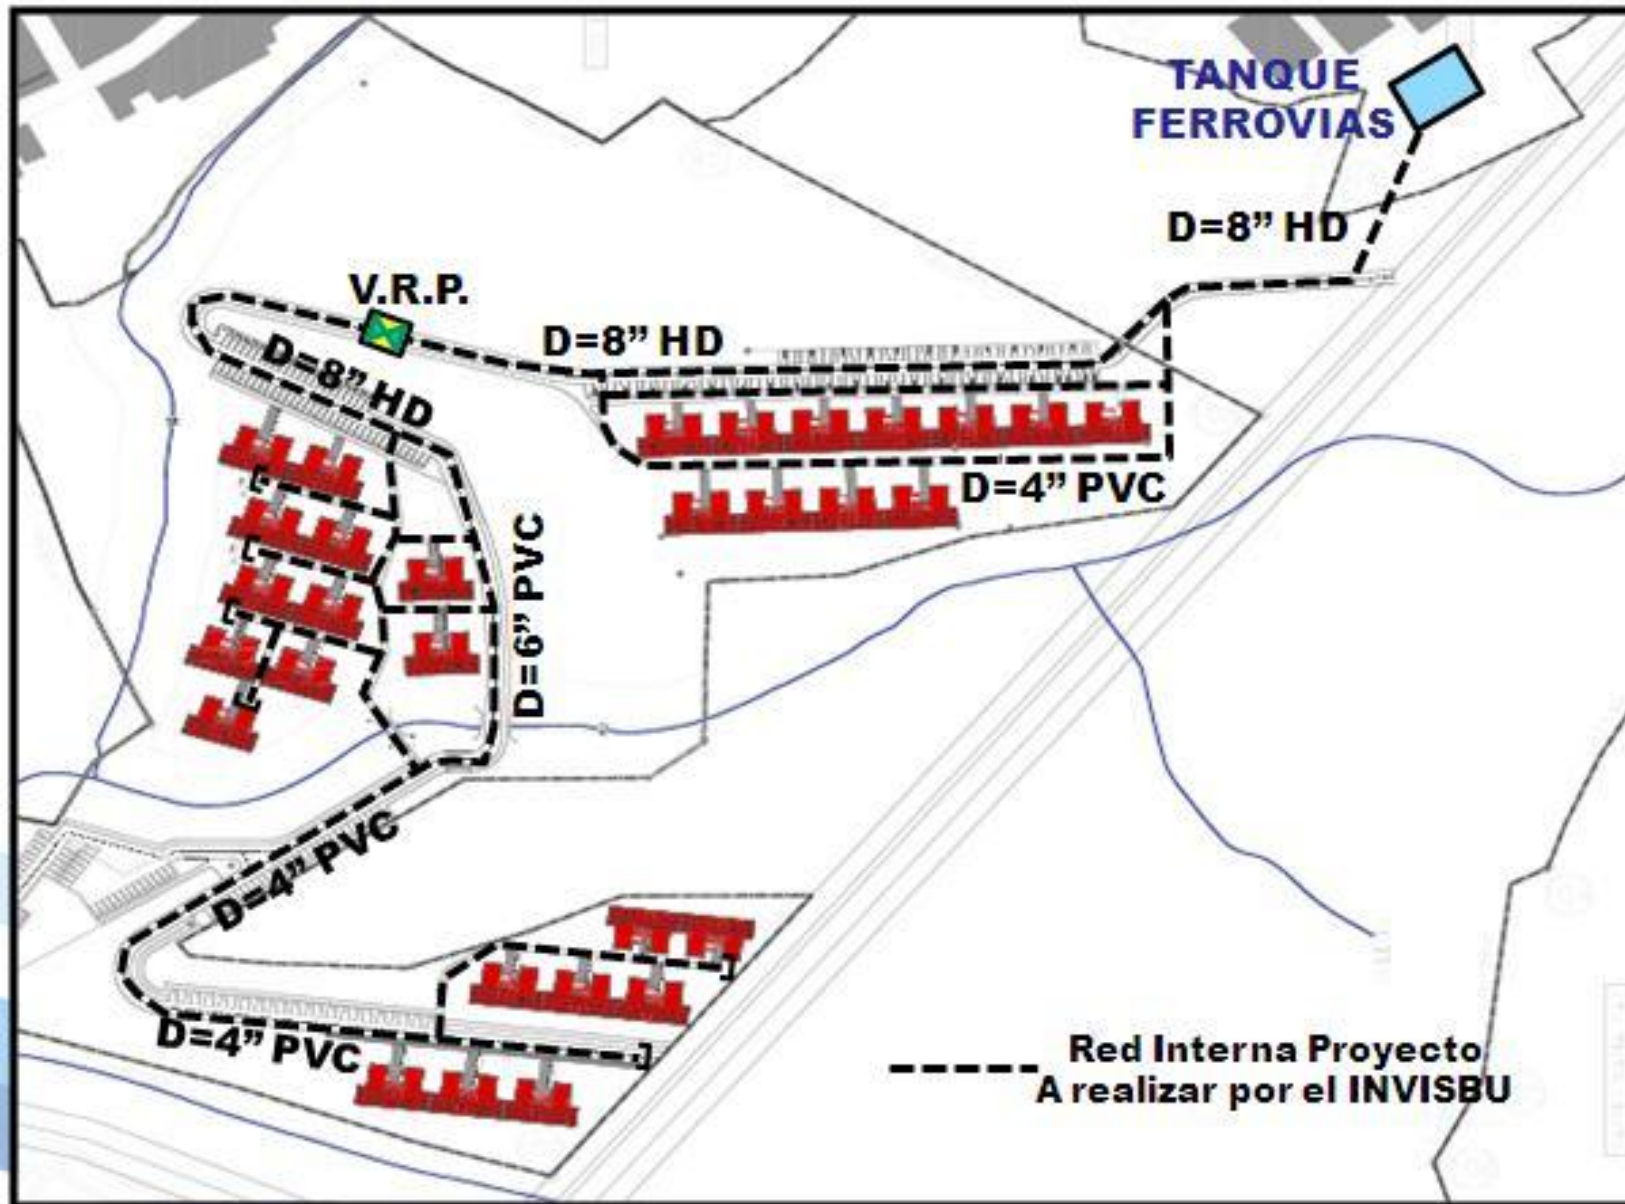 TANQUE
FERROVIAS
D=8” HD
V.R.P.
D=8” HD
D=8” HD
D=4” PVC
D=6” PVC
D=4” PVC
D=4” PVC
Red Interna Proyecto
A realizar por el INVISBU